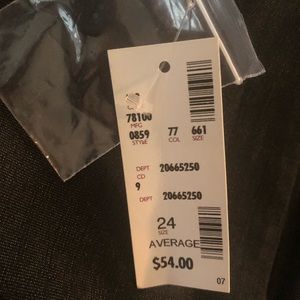 78100
MFG
0859 77 661
STYLE COL SIZE
DEPT 20665250
CD
9 20665250
DEPT
24
SIZE
AVERAGE
$54.00
07